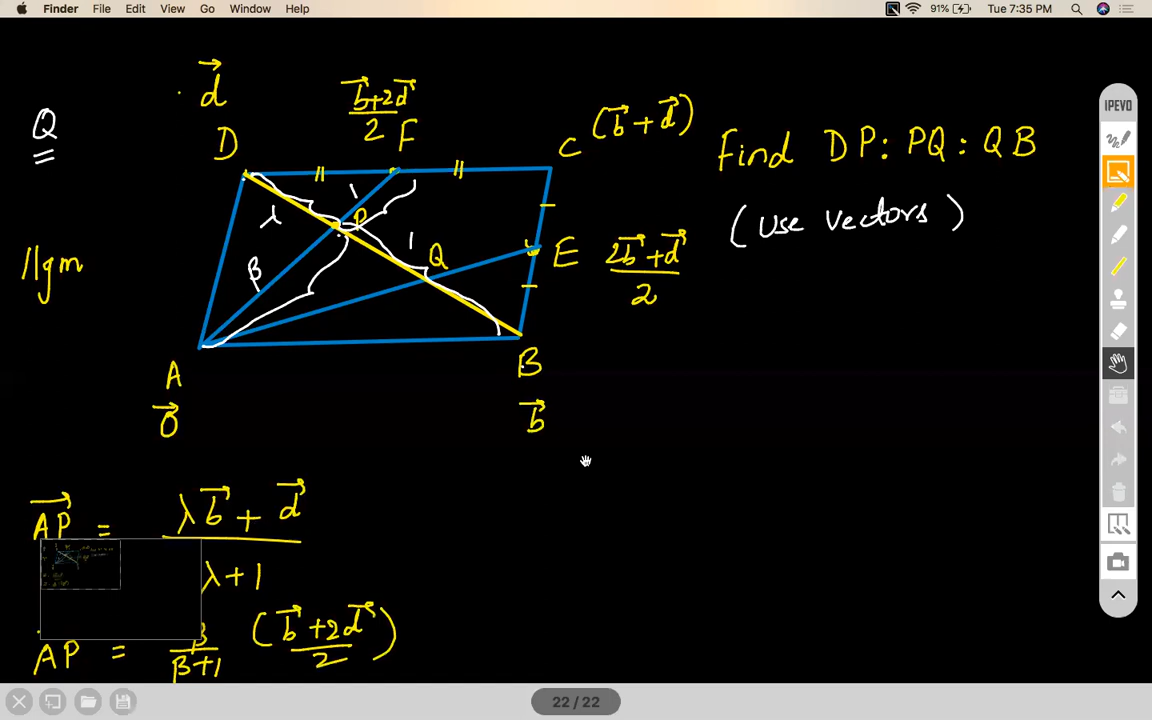 Finder File Edit View Go Window Help 91% Tue 7:35 PM
IPEVO
Q
||gm
d⃗
D
(b⃗+2d⃗)/2
F
C (b⃗+d⃗)
Find DP:PQ:QB
(use vectors)
λ
1
P
1
β
Q
E (2b⃗+d⃗)/2
A
0⃗
B
b⃗
AP⃗ = (λb⃗ + d⃗)/(λ+1)
AP = β/(β+1) (b⃗+2d⃗)/2
22 / 22